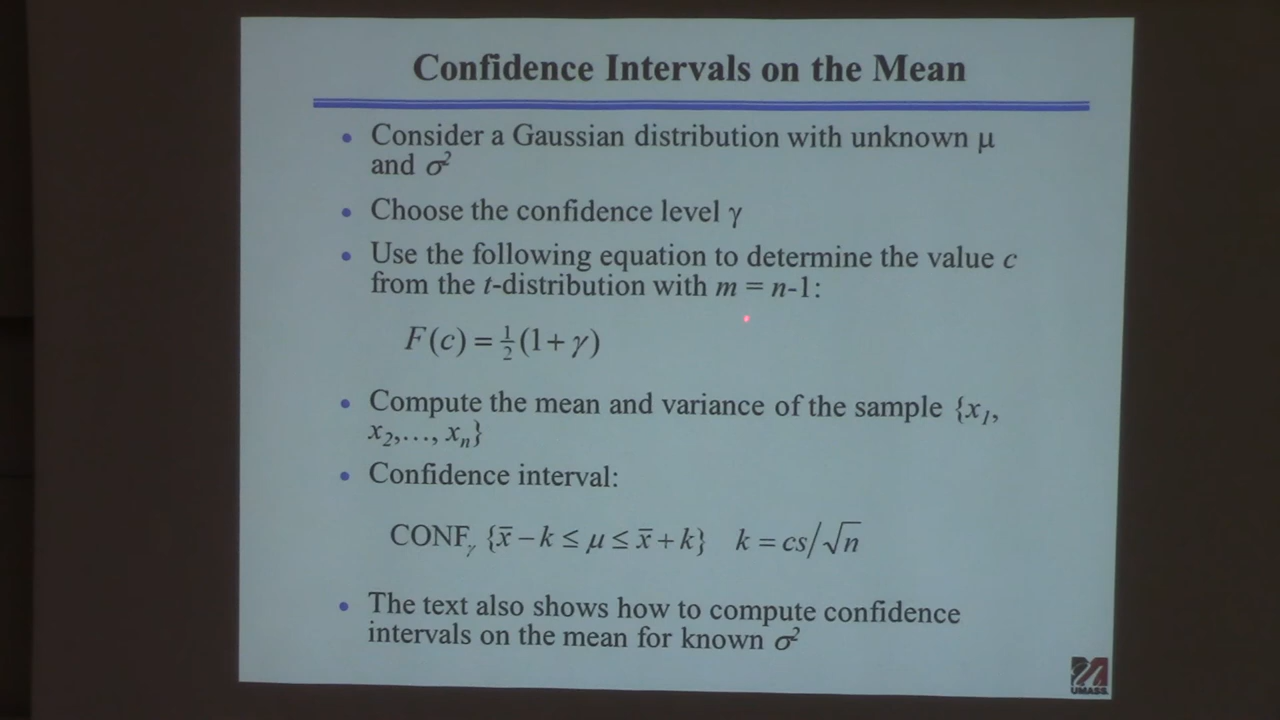 Confidence Intervals on the Mean
• Consider a Gaussian distribution with unknown μ
and σ²
• Choose the confidence level γ
• Use the following equation to determine the value c
from the t-distribution with m = n-1:
F(c) = ½(1+γ)
• Compute the mean and variance of the sample {x₁,
x₂,…, xₙ}
• Confidence interval:
CONFᵧ {x̄ − k ≤ μ ≤ x̄ + k} k = cs/√n
• The text also shows how to compute confidence
intervals on the mean for known σ²
UMASS